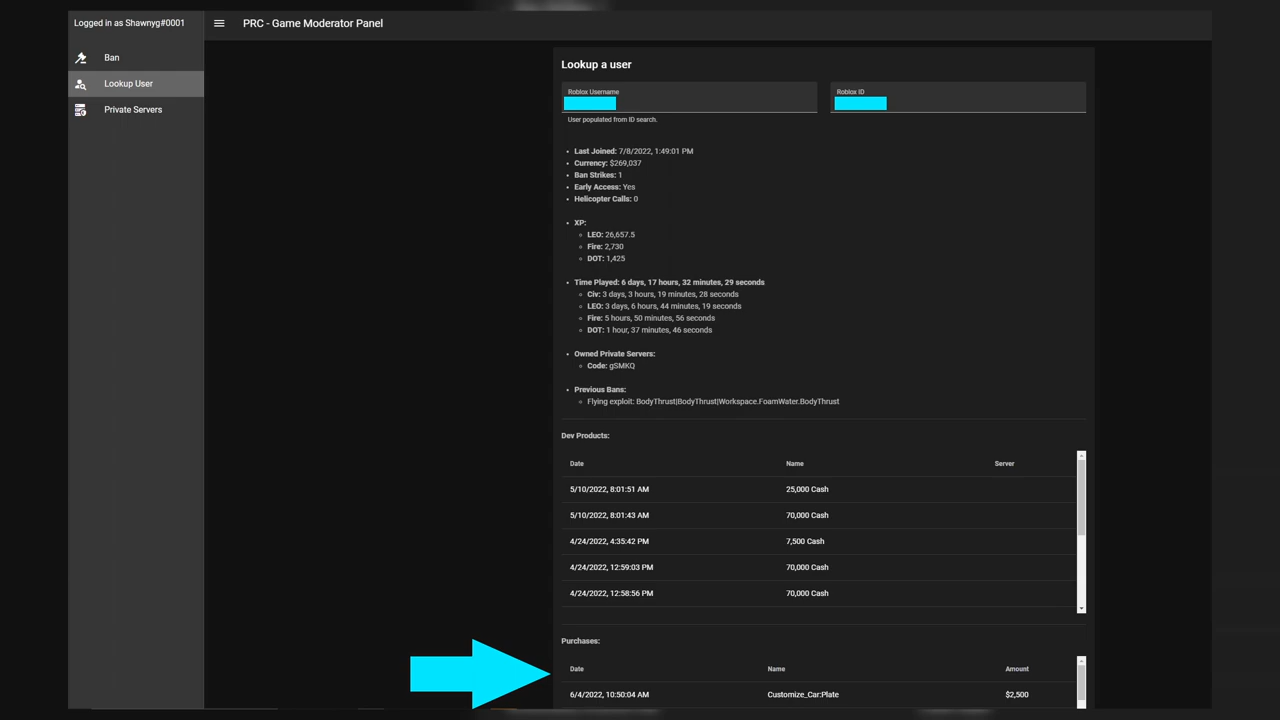 Logged in as Shawnyg#0001
PRC - Game Moderator Panel
Ban
Lookup User
Private Servers
Lookup a user
Roblox Username
Roblox ID
User populated from ID search.
Last Joined: 7/8/2022, 1:49:01 PM
Currency: $269,037
Ban Strikes: 1
Early Access: Yes
Helicopter Calls: 0
XP:
LEO: 26,657.5
Fire: 2,730
DOT: 1,425
Time Played: 6 days, 17 hours, 32 minutes, 29 seconds
Civ: 3 days, 3 hours, 19 minutes, 28 seconds
LEO: 3 days, 6 hours, 44 minutes, 19 seconds
Fire: 5 hours, 50 minutes, 56 seconds
DOT: 1 hour, 37 minutes, 46 seconds
Owned Private Servers:
Code: gSMKQ
Previous Bans:
Flying exploit: BodyThrust|BodyThrust|Workspace.FoamWater.BodyThrust
Dev Products:
Date Name Server
5/10/2022, 8:01:51 AM 25,000 Cash
5/10/2022, 8:01:43 AM 70,000 Cash
4/24/2022, 4:35:42 PM 7,500 Cash
4/24/2022, 12:59:03 PM 70,000 Cash
4/24/2022, 12:58:56 PM 70,000 Cash
Purchases:
Date Name Amount
6/4/2022, 10:50:04 AM Customize_Car:Plate $2,500